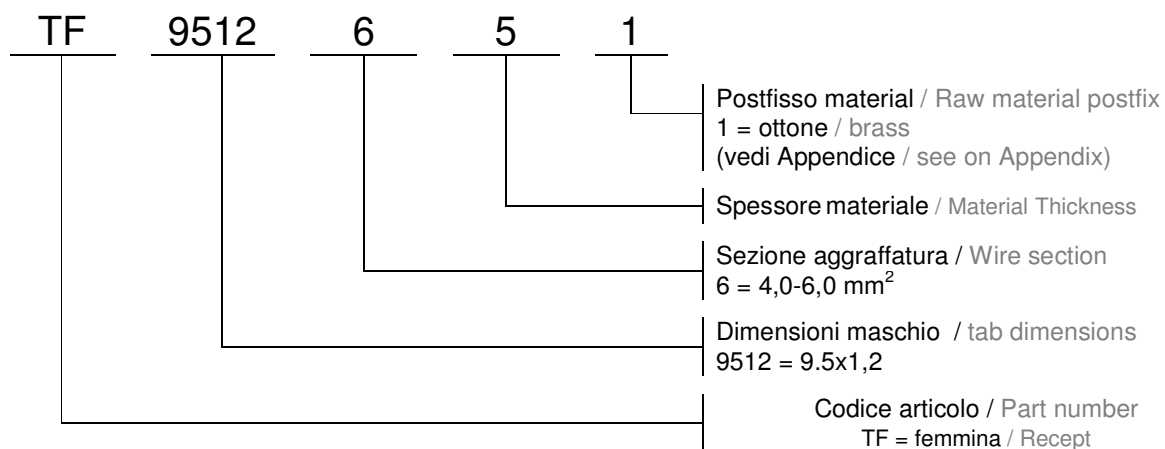 TF 9512 6 5 1
Postfisso material / Raw material postfix
1 = ottone / brass
(vedi Appendice / see on Appendix)
Spessore materiale / Material Thickness
Sezione aggraffatura / Wire section
6 = 4,0-6,0 mm²
Dimensioni maschio / tab dimensions
9512 = 9.5x1,2
Codice articolo / Part number
TF = femmina / Recept